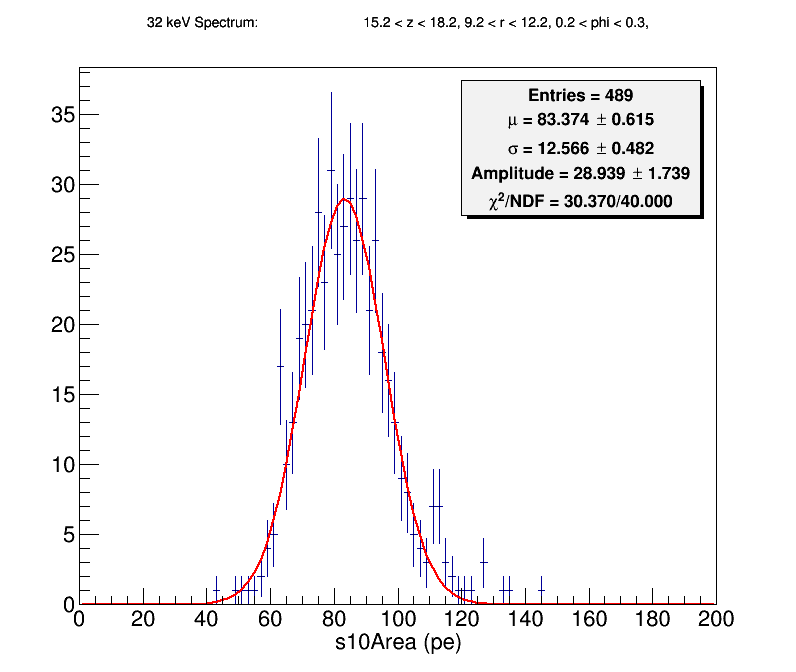 32 keV Spectrum: 15.2 < z < 18.2, 9.2 < r < 12.2, 0.2 < phi < 0.3,
Entries = 489
μ = 83.374 ± 0.615
σ = 12.566 ± 0.482
Amplitude = 28.939 ± 1.739
χ²/NDF = 30.370/40.000
35
30
25
20
15
10
5
0
0 20 40 60 80 100 120 140 160 180 200
s10Area (pe)